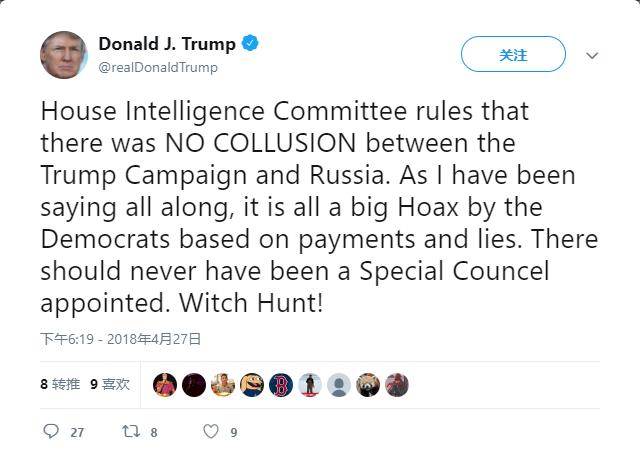 Donald J. Trump
@realDonaldTrump
关注
House Intelligence Committee rules that
there was NO COLLUSION between the
Trump Campaign and Russia. As I have been
saying all along, it is all a big Hoax by the
Democrats based on payments and lies. There
should never have been a Special Councel
appointed. Witch Hunt!
下午6:19 - 2018年4月27日
8 转推 9 喜欢
27 8 9